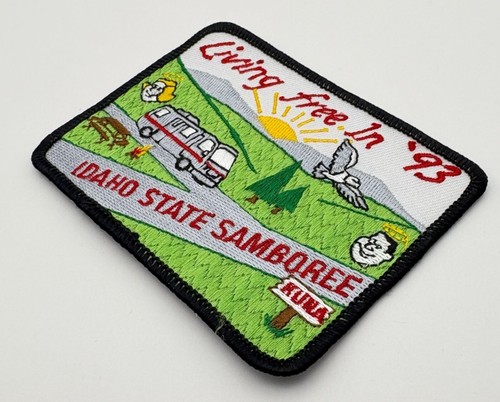 Living free in '93
IDAHO STATE SAMBOREE
KUNA